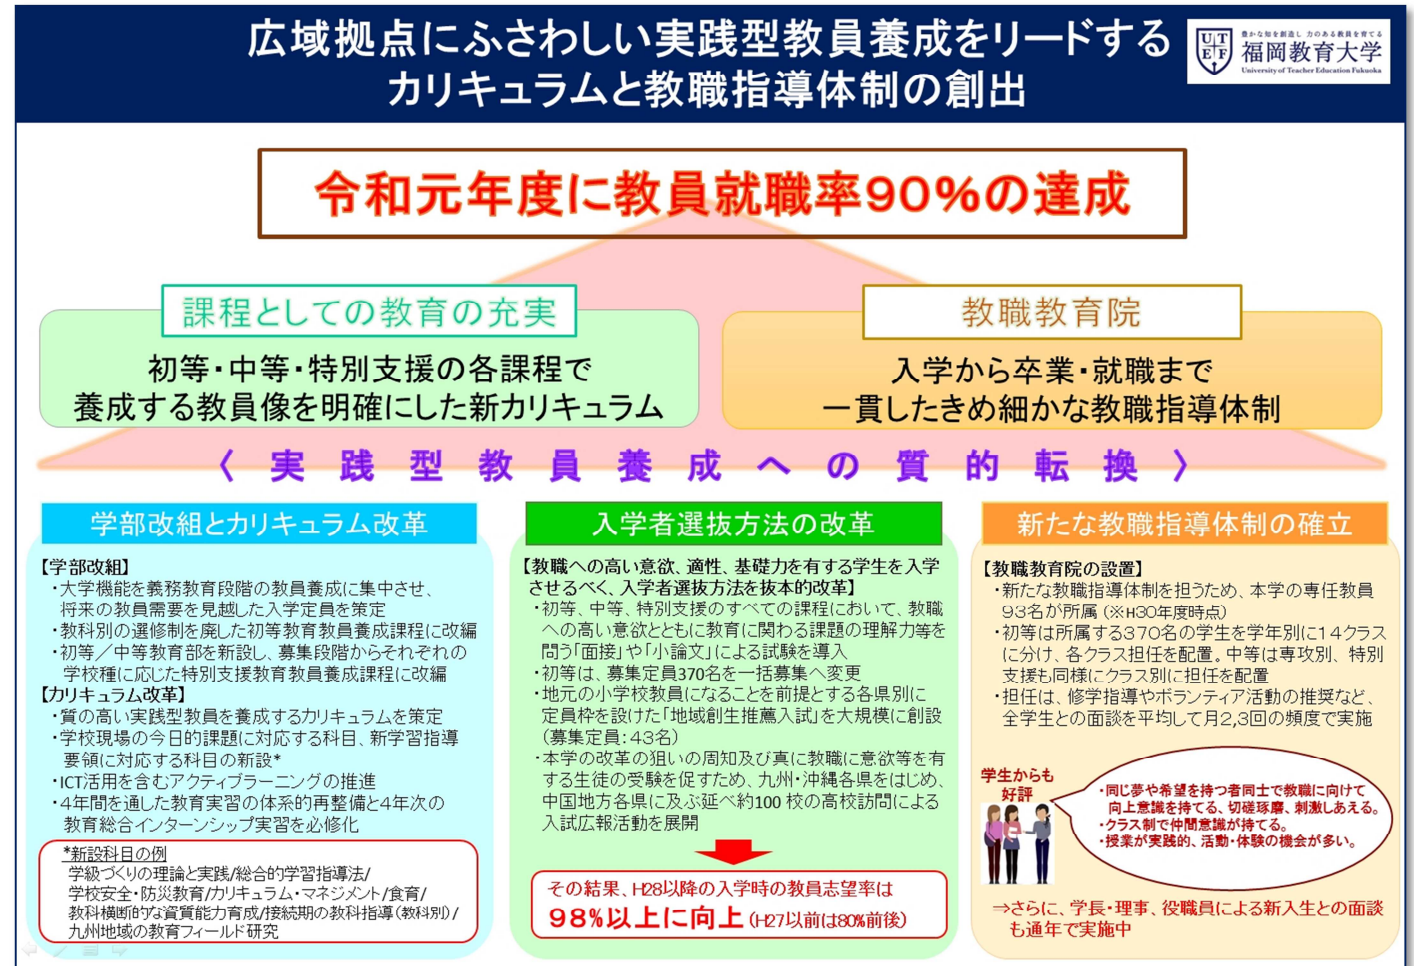 広域拠点にふさわしい実践型教員養成をリードする
カリキュラムと教職指導体制の創出
豊かな知を創造し 力のある教員を育てる
UTEF
福岡教育大学
University of Teacher Education Fukuoka
令和元年度に教員就職率90%の達成
課程としての教育の充実
初等・中等・特別支援の各課程で
養成する教員像を明確にした新カリキュラム
教職教育院
入学から卒業・就職まで
一貫したきめ細かな教職指導体制
〈実践型教員養成への質的転換〉
学部改組とカリキュラム改革
【学部改組】
・大学機能を義務教育段階の教員養成に集中させ、
将来の教員需要を見越した入学定員を策定
・教科別の選修制を廃した初等教育教員養成課程に改編
・初等／中等教育部を新設し、募集段階からそれぞれの
学校種に応じた特別支援教育教員養成課程に改編
【カリキュラム改革】
・質の高い実践型教員を養成するカリキュラムを策定
・学校現場の今日的課題に対応する科目、新学習指導
要領に対応する科目の新設*
・ICT活用を含むアクティブラーニングの推進
・4年間を通した教育実習の体系的再整備と4年次の
教育総合インターンシップ実習を必修化
*新設科目の例
学級づくりの理論と実践/総合的学習指導法/
学校安全・防災教育/カリキュラム・マネジメント/食育/
教科横断的な資質能力育成/接続期の教科指導(教科別)/
九州地域の教育フィールド研究
入学者選抜方法の改革
【教職への高い意欲、適性、基礎力を有する学生を入学
させるべく、入学者選抜方法を抜本的改革】
・初等、中等、特別支援のすべての課程において、教職
への高い意欲とともに教育に関わる課題の理解力等を
問う「面接」や「小論文」による試験を導入
・初等は、募集定員370名を一括募集へ変更
・地元の小学校教員になることを前提とする各県別に
定員枠を設けた「地域創生推薦入試」を大規模に創設
（募集定員：43名）
・本学の改革の狙いの周知及び真に教職に意欲等を有
する生徒の受験を促すため、九州・沖縄各県をはじめ、
中国地方各県に及ぶ延べ約100 校の高校訪問による
入試広報活動を展開
その結果、H28以降の入学時の教員志望率は
98%以上に向上（H27以前は80%前後）
新たな教職指導体制の確立
【教職教育院の設置】
・新たな教職指導体制を担うため、本学の専任教員
93名が所属（※H30年度時点）
・初等は所属する370名の学生を学年別に14クラス
に分け、各クラス担任を配置。中等は専攻別、特別
支援も同様にクラス別に担任を配置
・担任は、修学指導やボランティア活動の推奨など、
全学生との面談を平均して月2,3回の頻度で実施
学生からも
好評
・同じ夢や希望を持つ者同士で教職に向けて
向上意識を持てる、切磋琢磨、刺激しあえる。
・クラス制で仲間意識が持てる。
・授業が実践的、活動・体験の機会が多い。
⇒さらに、学長・理事、役職員による新入生との面談
も通年で実施中